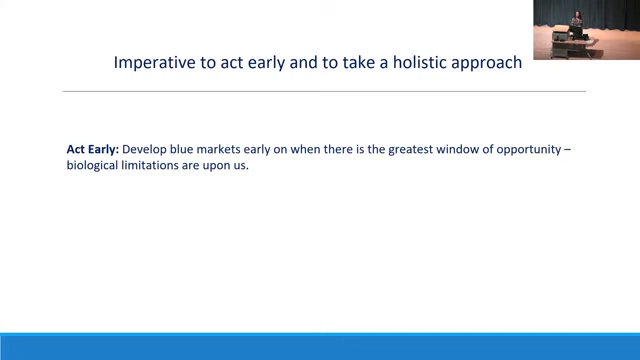 Imperative to act early and to take a holistic approach
Act Early: Develop blue markets early on when there is the greatest window of opportunity –
biological limitations are upon us.